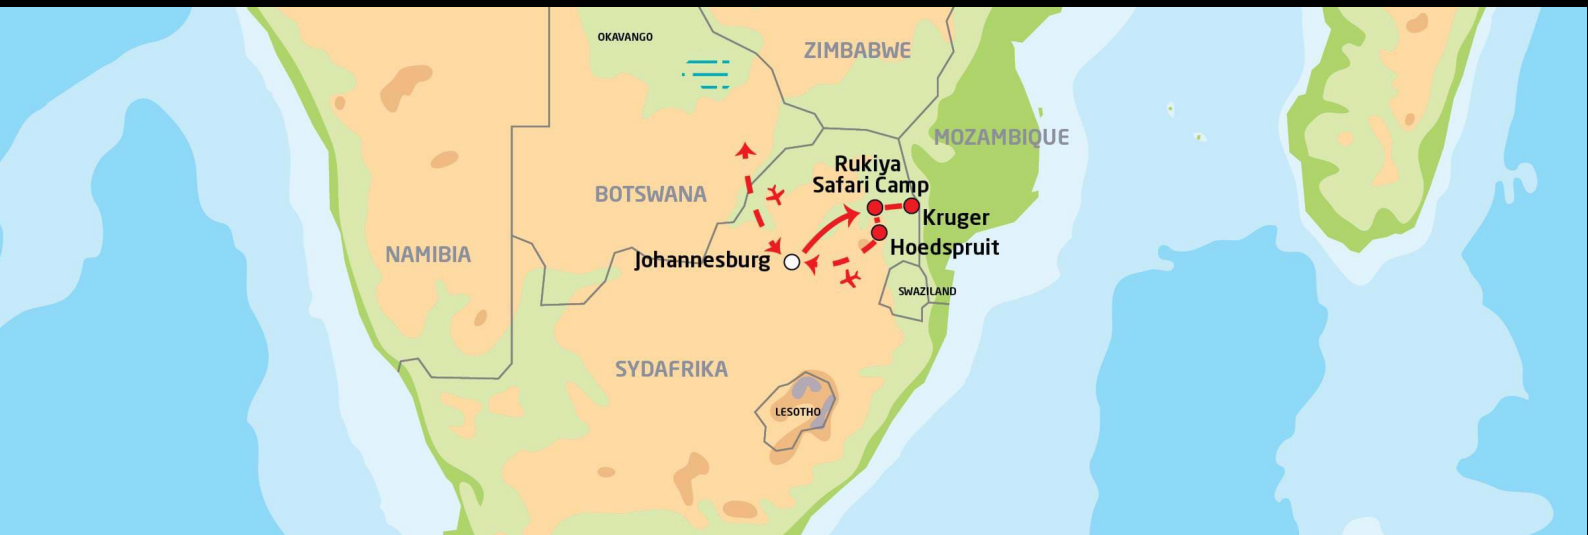 OKAVANGO
ZIMBABWE
MOZAMBIQUE
Rukiya
Safari Camp
BOTSWANA
Kruger
Hoedspruit
NAMIBIA
Johannesburg
SWAZILAND
SYDAFRIKA
LESOTHO